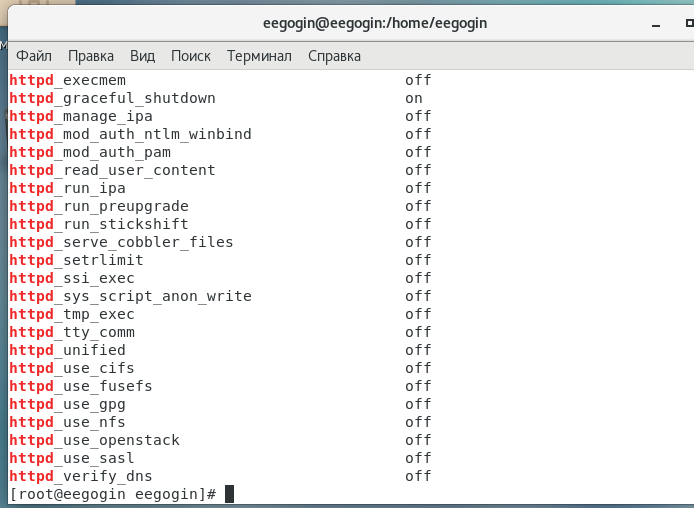 eegogin@eegogin:/home/eegogin
Файл Правка Вид Поиск Терминал Справка
httpd_execmem off
httpd_graceful_shutdown on
httpd_manage_ipa off
httpd_mod_auth_ntlm_winbind off
httpd_mod_auth_pam off
httpd_read_user_content off
httpd_run_ipa off
httpd_run_preupgrade off
httpd_run_stickshift off
httpd_serve_cobbler_files off
httpd_setrlimit off
httpd_ssi_exec off
httpd_sys_script_anon_write off
httpd_tmp_exec off
httpd_tty_comm off
httpd_unified off
httpd_use_cifs off
httpd_use_fusefs off
httpd_use_gpg off
httpd_use_nfs off
httpd_use_openstack off
httpd_use_sasl off
httpd_verify_dns off
[root@eegogin eegogin]#